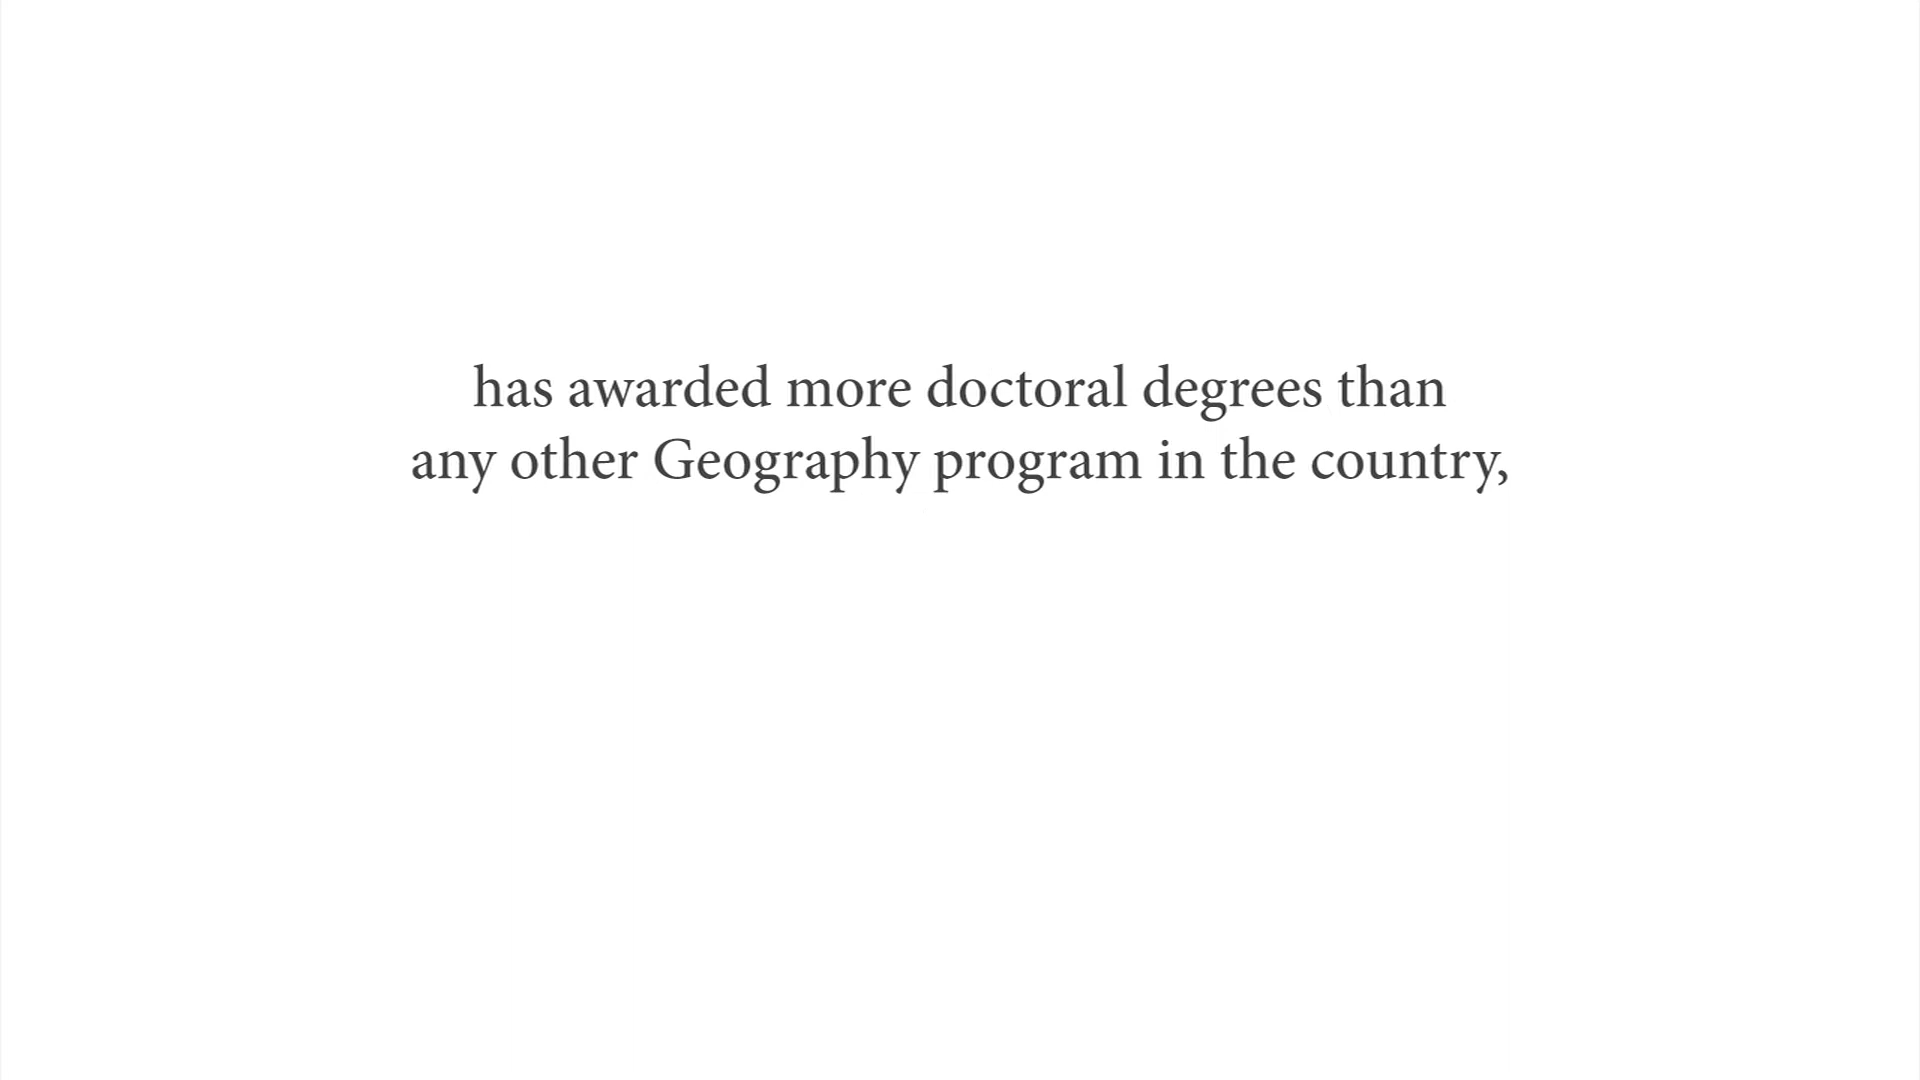 has awarded more doctoral degrees than
any other Geography program in the country,